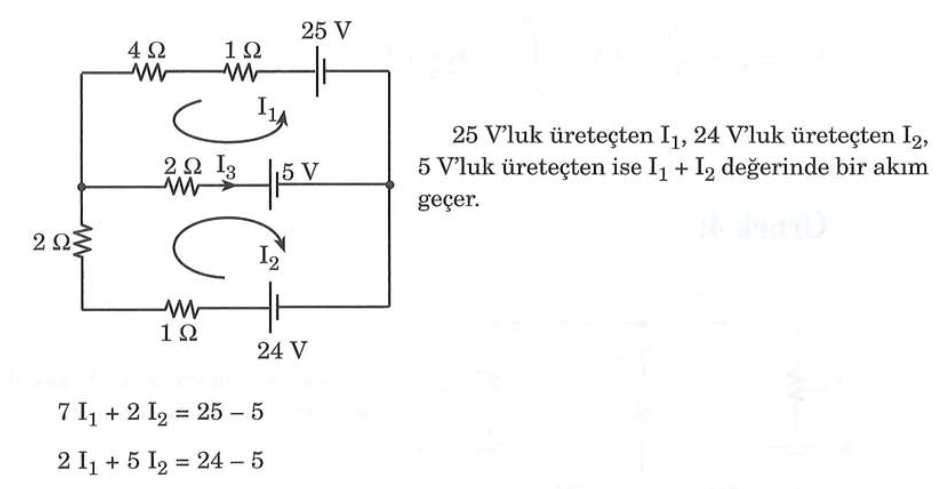 25 V
4 Ω 1 Ω
I₁
25 V'luk üreteçten I₁, 24 V'luk üreteçten I₂,
2 Ω I₃ 5 V
5 V'luk üreteçten ise I₁ + I₂ değerinde bir akım
geçer.
2 Ω
I₂
1 Ω
24 V
7 I₁ + 2 I₂ = 25 – 5
2 I₁ + 5 I₂ = 24 – 5